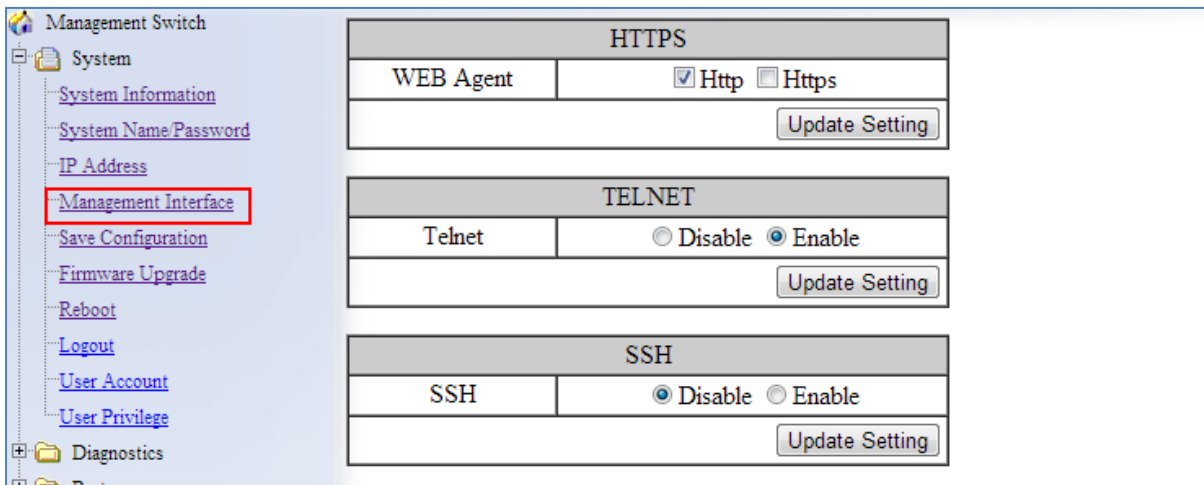 Management Switch
System
System Information
System Name/Password
IP Address
Management Interface
Save Configuration
Firmware Upgrade
Reboot
Logout
User Account
User Privilege
Diagnostics
HTTPS
WEB Agent Http Https
Update Setting
TELNET
Telnet Disable Enable
Update Setting
SSH
SSH Disable Enable
Update Setting